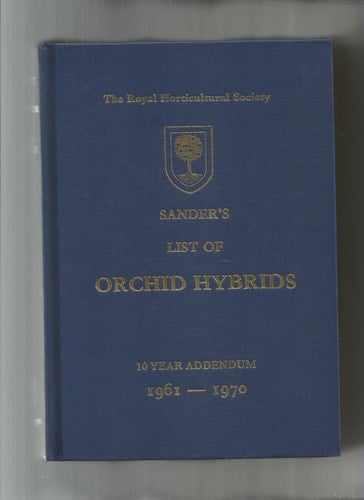 The Royal Horticultural Society
SANDER'S
LIST OF
ORCHID HYBRIDS
10 YEAR ADDENDUM
1961 — 1970